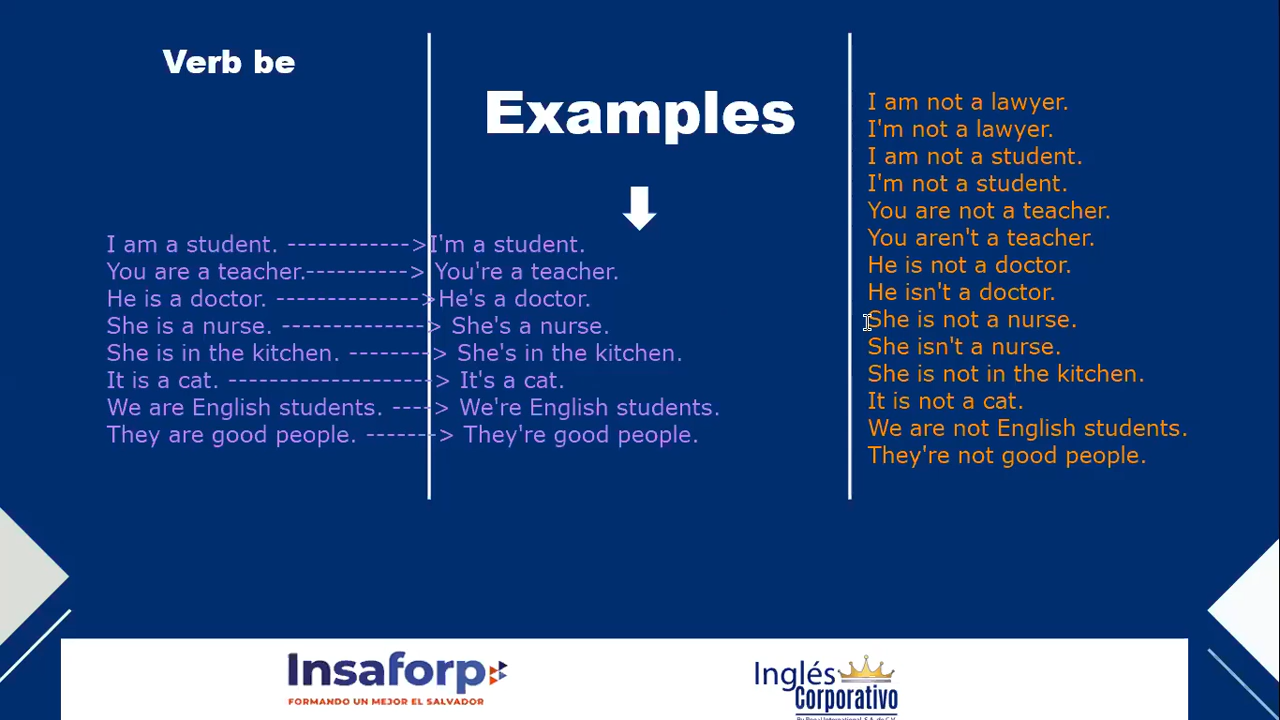 Verb be
Examples
I am a student. ------------>I'm a student.
You are a teacher.----------> You're a teacher.
He is a doctor. -------------->He's a doctor.
She is a nurse. --------------> She's a nurse.
She is in the kitchen. --------> She's in the kitchen.
It is a cat. --------------------> It's a cat.
We are English students. ----> We're English students.
They are good people. -------> They're good people.
I am not a lawyer.
I'm not a lawyer.
I am not a student.
I'm not a student.
You are not a teacher.
You aren't a teacher.
He is not a doctor.
He isn't a doctor.
She is not a nurse.
She isn't a nurse.
She is not in the kitchen.
It is not a cat.
We are not English students.
They're not good people.
Insaforp
FORMANDO UN MEJOR EL SALVADOR
Inglés
Corporativo